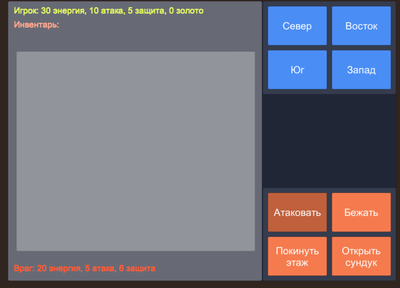 Игрок: 30 энергия, 10 атака, 5 защита, 0 золото
Инвентарь:
Север
Восток
Юг
Запад
Атаковать
Бежать
Покинуть
этаж
Открыть
сундук
Враг: 20 энергия, 5 атака, 6 защита